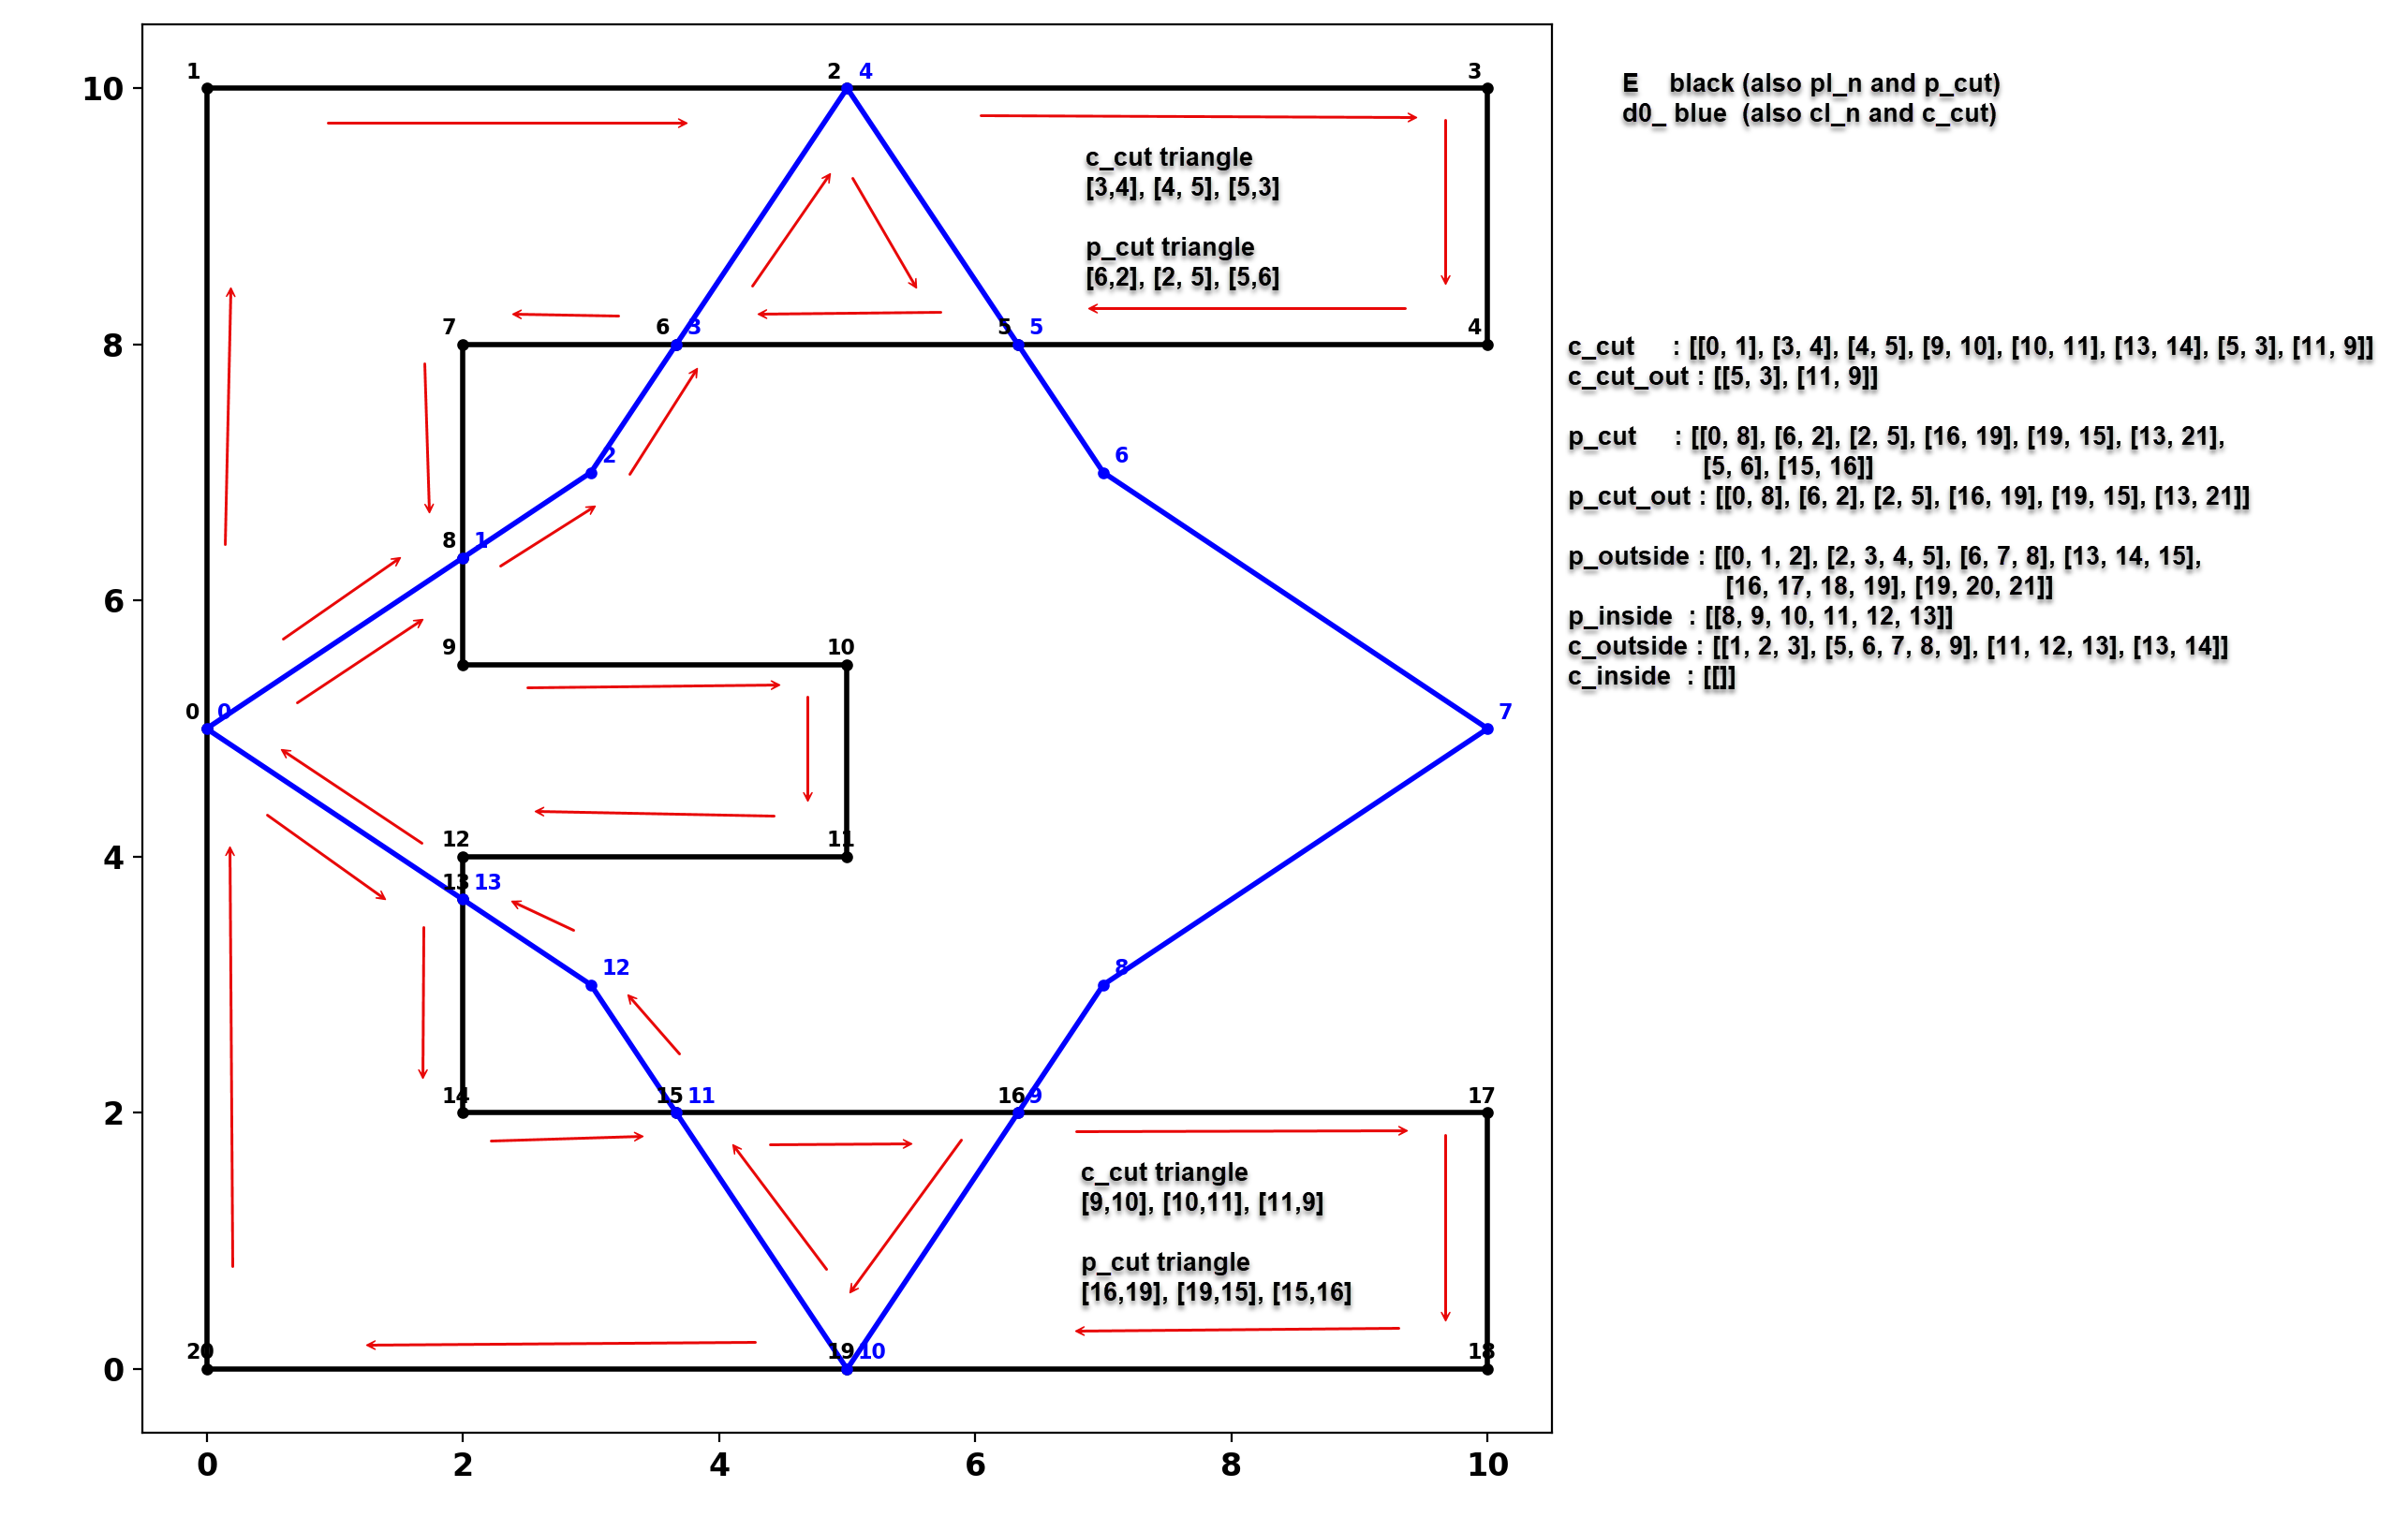 1
2 4
3
10
E black (also pl_n and p_cut)
d0_ blue (also cl_n and c_cut)
c_cut triangle
[3,4], [4, 5], [5,3]
p_cut triangle
[6,2], [2, 5], [5,6]
7
6 3
5 5
4
8
c_cut : [[0, 1], [3, 4], [4, 5], [9, 10], [10, 11], [13, 14], [5, 3], [11, 9]]
c_cut_out : [[5, 3], [11, 9]]
p_cut : [[0, 8], [6, 2], [2, 5], [16, 19], [19, 15], [13, 21],
[5, 6], [15, 16]]
p_cut_out : [[0, 8], [6, 2], [2, 5], [16, 19], [19, 15], [13, 21]]
p_outside : [[0, 1, 2], [2, 3, 4, 5], [6, 7, 8], [13, 14, 15],
[16, 17, 18, 19], [19, 20, 21]]
p_inside : [[8, 9, 10, 11, 12, 13]]
c_outside : [[1, 2, 3], [5, 6, 7, 8, 9], [11, 12, 13], [13, 14]]
c_inside : [[]]
2
6
8 1
6
9
10
0 0
7
12
11
4
13 13
12
8
14
15 11
16 9
17
2
c_cut triangle
[9,10], [10,11], [11,9]
p_cut triangle
[16,19], [19,15], [15,16]
20
19 10
18
0
0 2 4 6 8 10